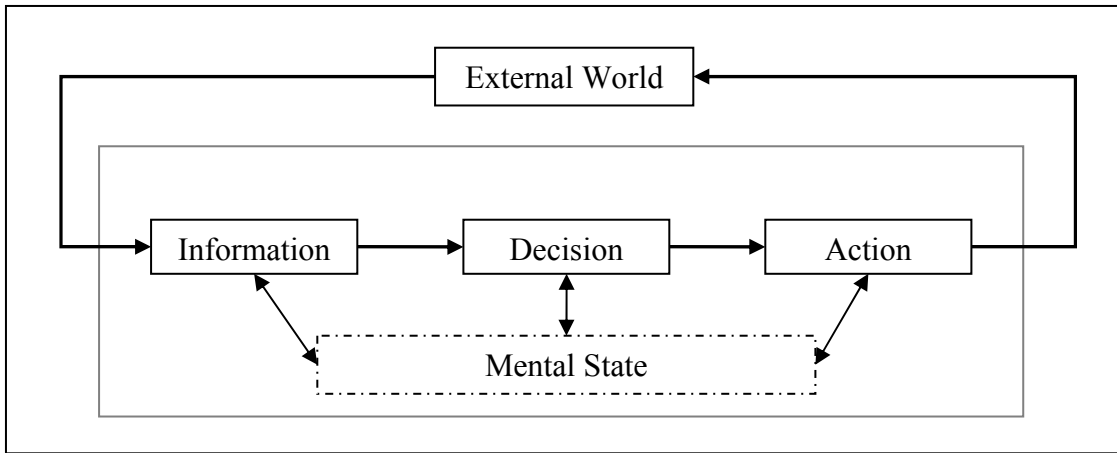 External World
Information
Decision
Action
Mental State